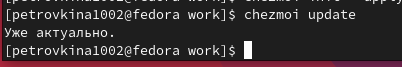 [petrovkina1002@fedora work]$ chezmoi update
Уже актуально.
[petrovkina1002@fedora work]$